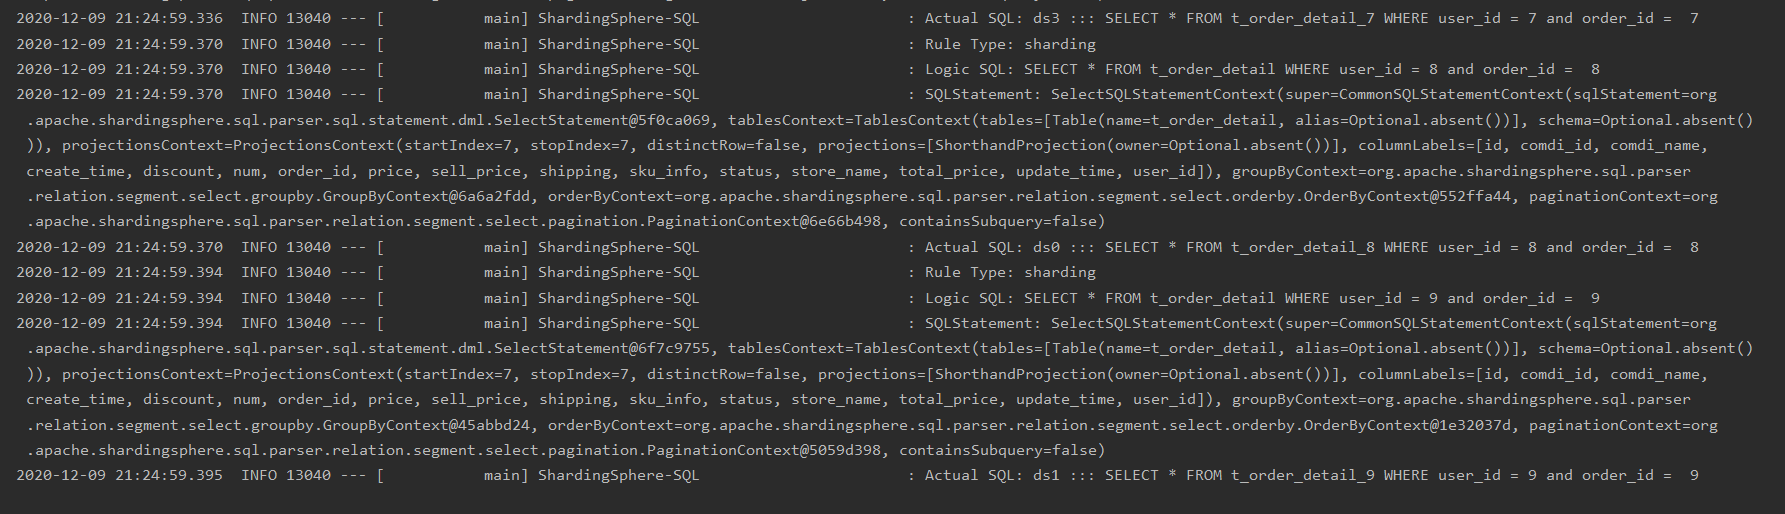 2020-12-09 21:24:59.336  INFO 13040 --- [           main] ShardingSphere-SQL                       : Actual SQL: ds3 ::: SELECT * FROM t_order_detail_7 WHERE user_id = 7 and order_id =  7
2020-12-09 21:24:59.370  INFO 13040 --- [           main] ShardingSphere-SQL                       : Rule Type: sharding
2020-12-09 21:24:59.370  INFO 13040 --- [           main] ShardingSphere-SQL                       : Logic SQL: SELECT * FROM t_order_detail WHERE user_id = 8 and order_id =  8
2020-12-09 21:24:59.370  INFO 13040 --- [           main] ShardingSphere-SQL                       : SQLStatement: SelectSQLStatementContext(super=CommonSQLStatementContext(sqlStatement=org
.apache.shardingsphere.sql.parser.sql.statement.dml.SelectStatement@5f0ca069, tablesContext=TablesContext(tables=[Table(name=t_order_detail, alias=Optional.absent())], schema=Optional.absent()
)), projectionsContext=ProjectionsContext(startIndex=7, stopIndex=7, distinctRow=false, projections=[ShorthandProjection(owner=Optional.absent())], columnLabels=[id, comdi_id, comdi_name,
create_time, discount, num, order_id, price, sell_price, shipping, sku_info, status, store_name, total_price, update_time, user_id]), groupByContext=org.apache.shardingsphere.sql.parser
.relation.segment.select.groupby.GroupByContext@6a6a2fdd, orderByContext=org.apache.shardingsphere.sql.parser.relation.segment.select.orderby.OrderByContext@552ffa44, paginationContext=org
.apache.shardingsphere.sql.parser.relation.segment.select.pagination.PaginationContext@6e66b498, containsSubquery=false)
2020-12-09 21:24:59.370  INFO 13040 --- [           main] ShardingSphere-SQL                       : Actual SQL: ds0 ::: SELECT * FROM t_order_detail_8 WHERE user_id = 8 and order_id =  8
2020-12-09 21:24:59.394  INFO 13040 --- [           main] ShardingSphere-SQL                       : Rule Type: sharding
2020-12-09 21:24:59.394  INFO 13040 --- [           main] ShardingSphere-SQL                       : Logic SQL: SELECT * FROM t_order_detail WHERE user_id = 9 and order_id =  9
2020-12-09 21:24:59.394  INFO 13040 --- [           main] ShardingSphere-SQL                       : SQLStatement: SelectSQLStatementContext(super=CommonSQLStatementContext(sqlStatement=org
.apache.shardingsphere.sql.parser.sql.statement.dml.SelectStatement@6f7c9755, tablesContext=TablesContext(tables=[Table(name=t_order_detail, alias=Optional.absent())], schema=Optional.absent()
)), projectionsContext=ProjectionsContext(startIndex=7, stopIndex=7, distinctRow=false, projections=[ShorthandProjection(owner=Optional.absent())], columnLabels=[id, comdi_id, comdi_name,
create_time, discount, num, order_id, price, sell_price, shipping, sku_info, status, store_name, total_price, update_time, user_id]), groupByContext=org.apache.shardingsphere.sql.parser
.relation.segment.select.groupby.GroupByContext@45abbd24, orderByContext=org.apache.shardingsphere.sql.parser.relation.segment.select.orderby.OrderByContext@1e32037d, paginationContext=org
.apache.shardingsphere.sql.parser.relation.segment.select.pagination.PaginationContext@5059d398, containsSubquery=false)
2020-12-09 21:24:59.395  INFO 13040 --- [           main] ShardingSphere-SQL                       : Actual SQL: ds1 ::: SELECT * FROM t_order_detail_9 WHERE user_id = 9 and order_id =  9